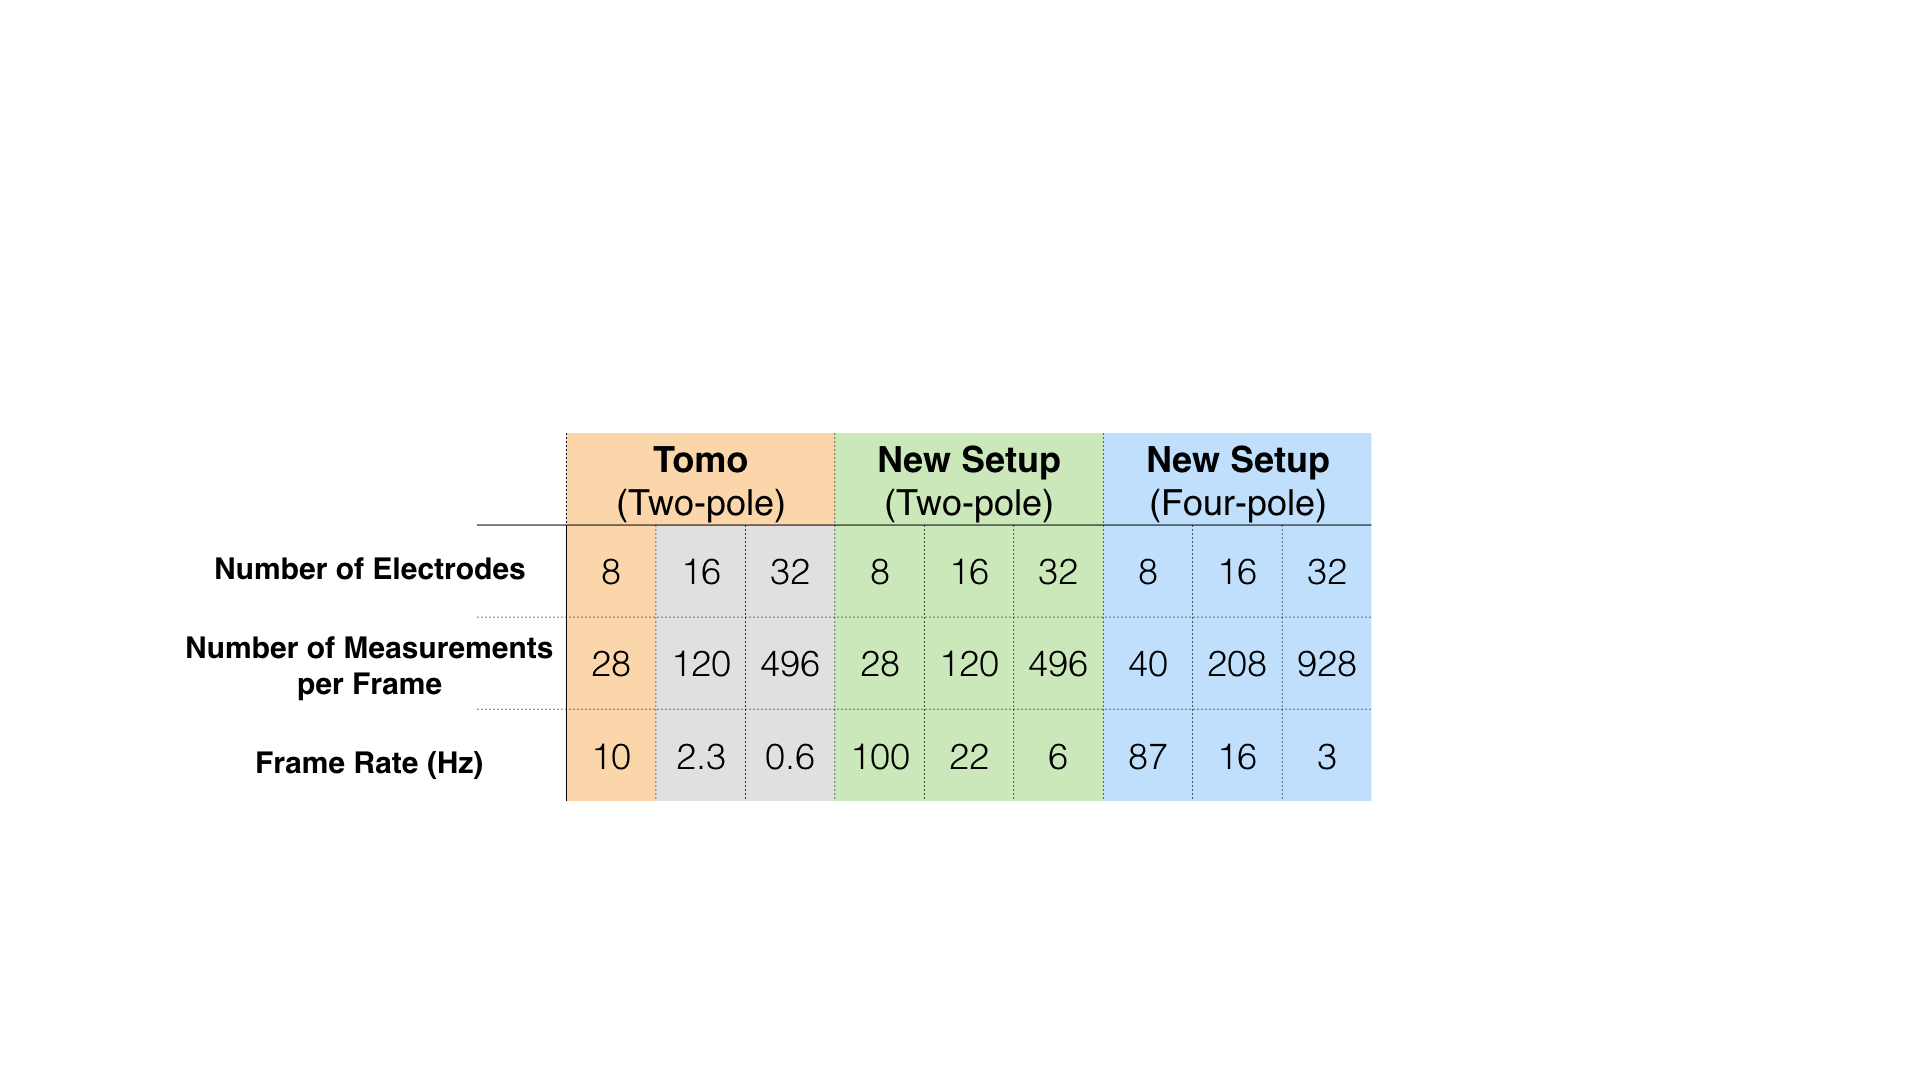 Tomo New Setup New Setup
(Two-pole) (Two-pole) (Four-pole)
Number of Electrodes 8 16 32 8 16 32 8 16 32
Number of Measurements
per Frame 28 120 496 28 120 496 40 208 928
Frame Rate (Hz) 10 2.3 0.6 100 22 6 87 16 3